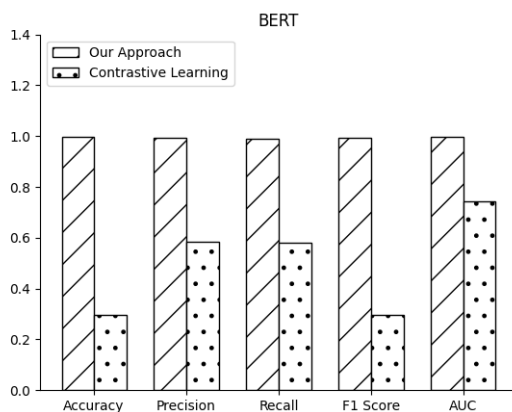 BERT
1.4
1.2
1.0
0.8
0.6
0.4
0.2
0.0
Our Approach
Contrastive Learning
Accuracy Precision Recall F1 Score AUC